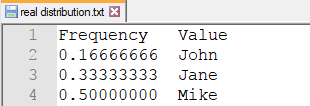 real distribution.txt
1 Frequency Value
2 0.16666666 John
3 0.33333333 Jane
4 0.50000000 Mike